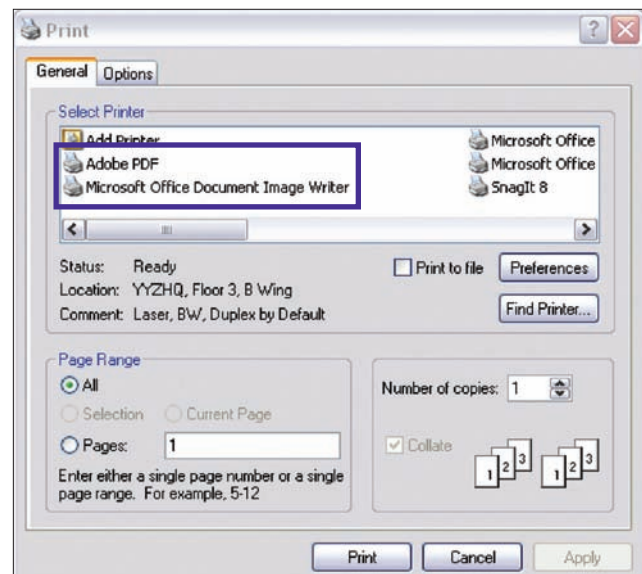 Print
General Options
Select Printer
Add Printer Microsoft Office
Adobe PDF Microsoft Office
Microsoft Office Document Image Writer SnagIt 8
Status: Ready Print to file Preferences
Location: YYZHQ, Floor 3, B Wing
Comment: Laser, BW, Duplex by Default Find Printer...
Page Range
All Number of copies: 1
Selection Current Page
Pages: 1 Collate
1 2 3 1 2 3
Enter either a single page number or a single
page range. For example, 5-12
Print Cancel Apply